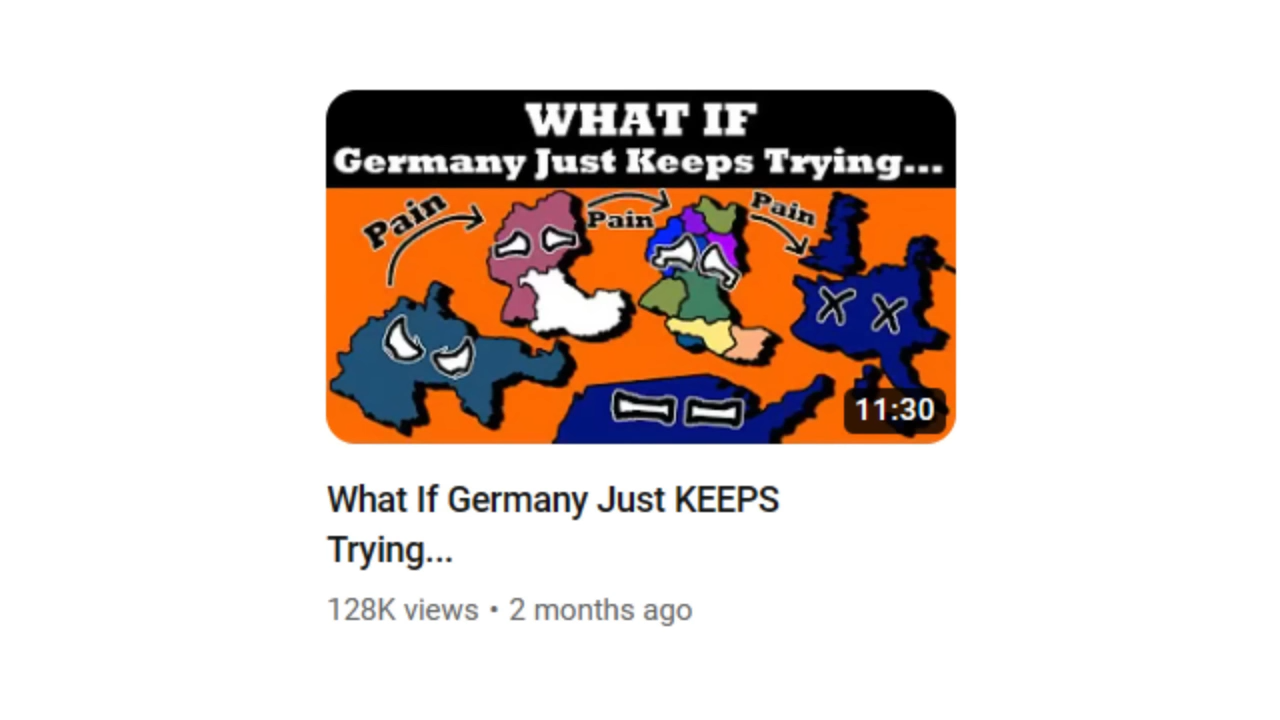 WHAT IF
Germany Just Keeps Trying...
Pain
Pain
Pain
11:30
What If Germany Just KEEPS
Trying...
128K views • 2 months ago